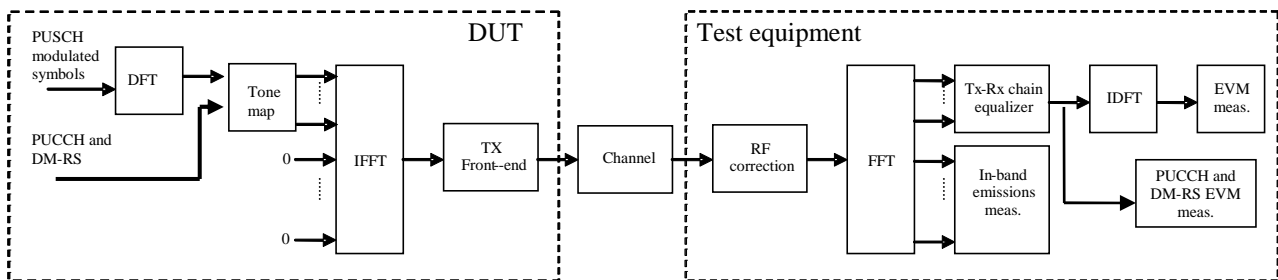 DUT
Test equipment
PUSCH
modulated
symbols
DFT
Tone
map
PUCCH and
DM-RS
0
0
IFFT
TX
Front--end
Channel
RF
correction
FFT
Tx-Rx chain
equalizer
In-band
emissions
meas.
IDFT
EVM
meas.
PUCCH and
DM-RS EVM
meas.